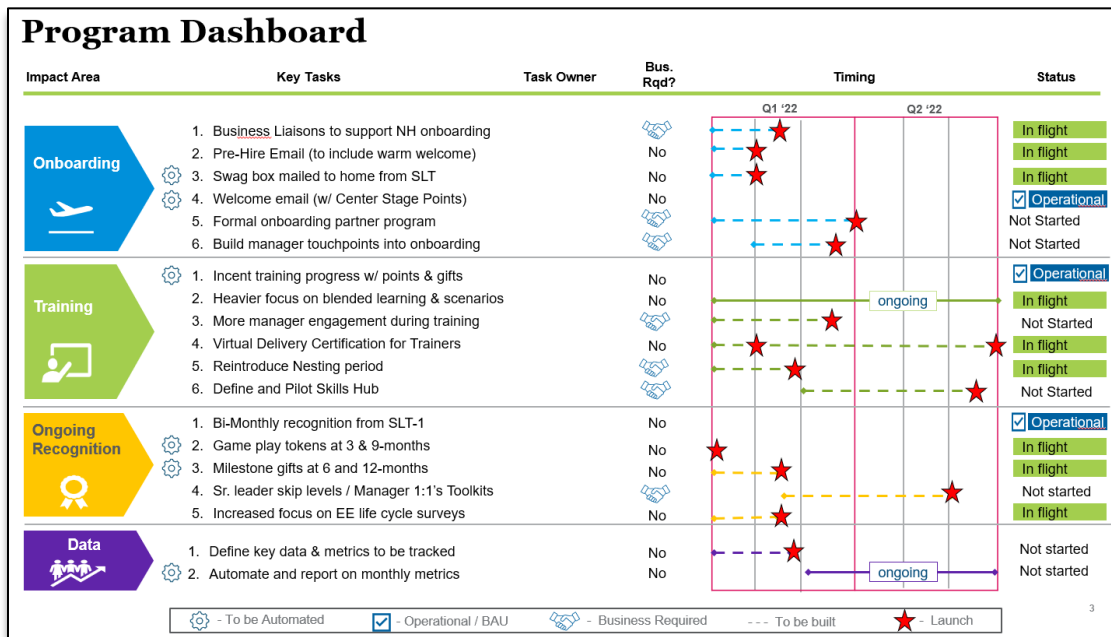 Program Dashboard
Impact Area Key Tasks Task Owner Bus. Rqd? Timing Status
Q1 ‘22 Q2 ‘22
Onboarding
1. Business Liaisons to support NH onboarding In flight
2. Pre-Hire Email (to include warm welcome) No In flight
3. Swag box mailed to home from SLT No In flight
4. Welcome email (w/ Center Stage Points) No Operational
5. Formal onboarding partner program Not Started
6. Build manager touchpoints into onboarding Not Started
Training
1. Incent training progress w/ points & gifts No Operational
2. Heavier focus on blended learning & scenarios No ongoing In flight
3. More manager engagement during training Not Started
4. Virtual Delivery Certification for Trainers No In flight
5. Reintroduce Nesting period In flight
6. Define and Pilot Skills Hub Not Started
Ongoing
Recognition
1. Bi-Monthly recognition from SLT-1 No Operational
2. Game play tokens at 3 & 9-months No In flight
3. Milestone gifts at 6 and 12-months No In flight
4. Sr. leader skip levels / Manager 1:1’s Toolkits Not started
5. Increased focus on EE life cycle surveys No In flight
Data
1. Define key data & metrics to be tracked No Not started
2. Automate and report on monthly metrics No ongoing Not started
3
- To be Automated - Operational / BAU - Business Required --- To be built - Launch